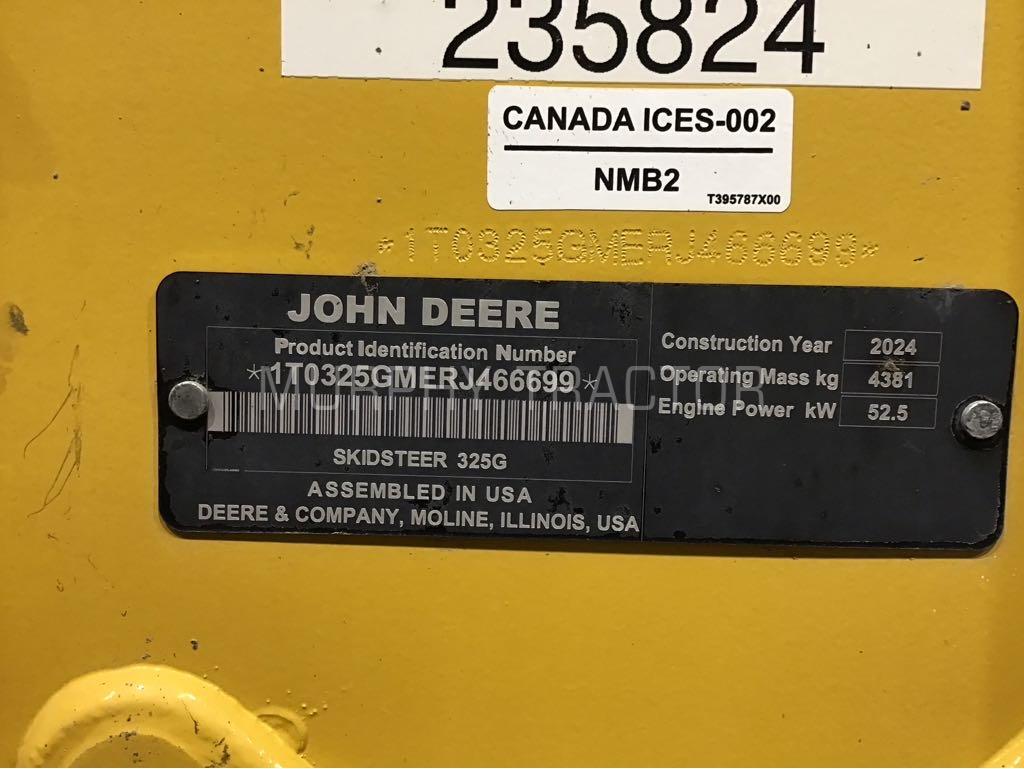 235824
CANADA ICES-002
NMB2
T395787X00
*1T0325GMERJ466699*
JOHN DEERE
Product Identification Number
*1T0325GMERJ466699*
SKIDSTEER 325G
ASSEMBLED IN USA
DEERE & COMPANY, MOLINE, ILLINOIS, USA
Construction Year 2024
Operating Mass kg 4381
Engine Power kW 52.5
MURPHY TRACTOR